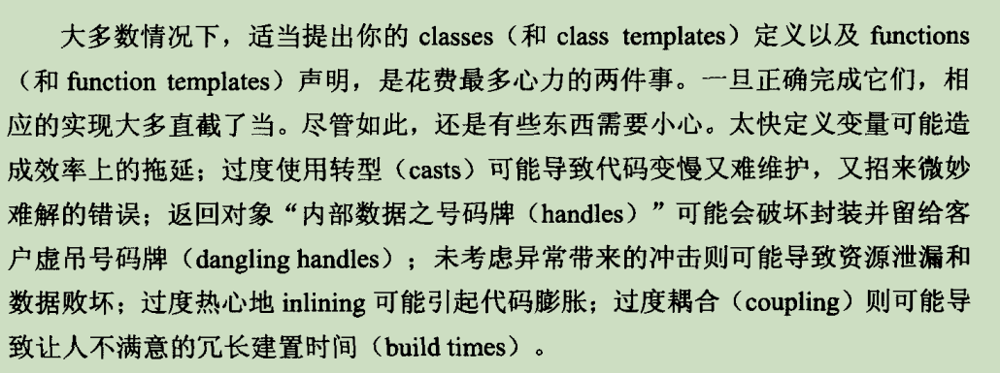 大多数情况下，适当提出你的 classes（和 class templates）定义以及 functions
（和 function templates）声明，是花费最多心力的两件事。一旦正确完成它们，相
应的实现大多直截了当。尽管如此，还是有些东西需要小心。太快定义变量可能造
成效率上的拖延；过度使用转型（casts）可能导致代码变慢又难维护，又招来微妙
难解的错误；返回对象“内部数据之号码牌（handles）”可能会破坏封装并留给客
户虚吊号码牌（dangling handles）；未考虑异常带来的冲击则可能导致资源泄漏和
数据败坏；过度热心地 inlining 可能引起代码膨胀；过度耦合（coupling）则可能导
致让人不满意的冗长建置时间（build times）。